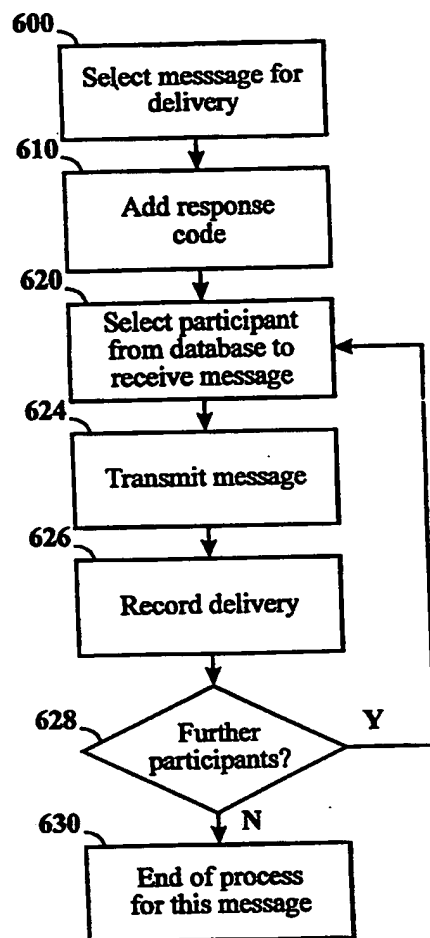 600
Select messsage for
delivery
610
Add response
code
620
Select participant
from database to
receive message
624
Transmit message
626
Record delivery
628
Further
participants?
Y
N
630
End of process
for this message